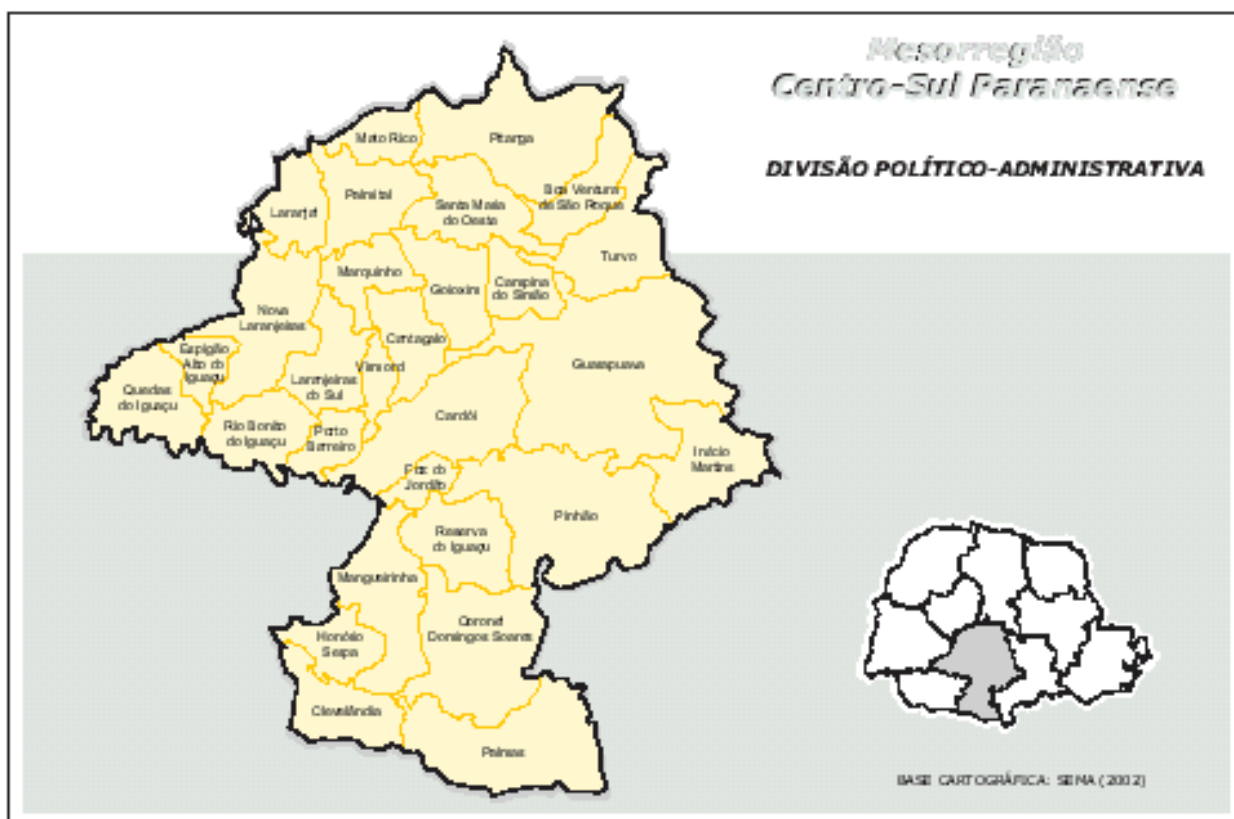 Mesorregião
Centro-Sul Paranaense
DIVISÃO POLÍTICO-ADMINISTRATIVA
Mato Rico
Pitanga
Palmital
Laranjal
Santa Maria
do Oeste
Boa Ventura
de São Roque
Turvo
Marquinho
Goioxim
Campina
do Simão
Nova
Laranjeiras
Cantagalo
Espigão
Alto do
Iguaçu
Virmond
Guarapuava
Laranjeiras
do Sul
Quedas
do Iguaçu
Candói
Rio Bonito
do Iguaçu
Porto
Barreiro
Inácio
Martins
Foz do
Jordão
Pinhão
Reserva
do Iguaçu
Mangueirinha
Coronel
Domingos Soares
Honório
Serpa
Clevelândia
Palmas
BASE CARTOGRÁFICA: SEMA (2002)